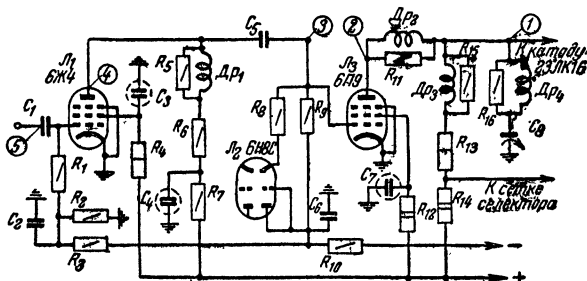 C5
3
2
Др2
1
Л1
6Ж4
4
R5
Др1
R11
R15
К катоду
23ЛК1Б
Л3
6П9
C3
Др3
Др4
C1
R8
R9
R16
5
R4
R6
Л2 6Н8С
C8
R1
R13
C4
R7
C7
К сетке
селектора
C2
R2
C6
R12
R14
R3
R10
−
+